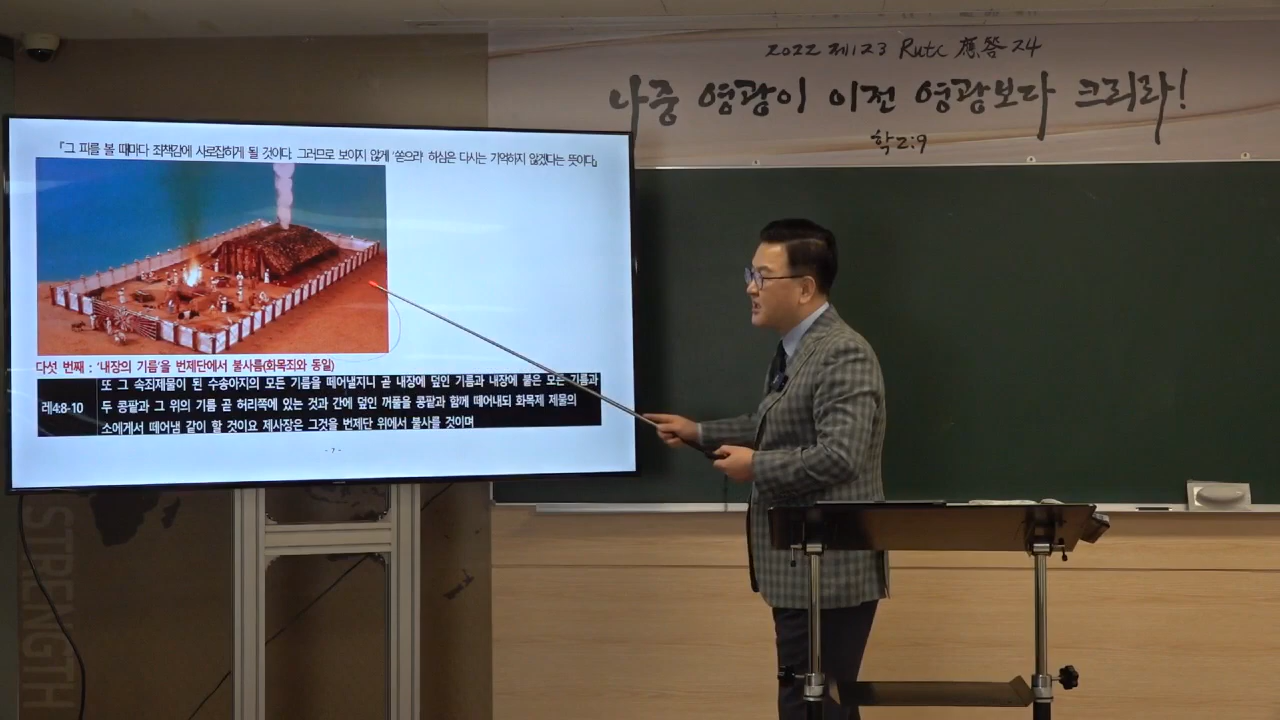 2022 제123 Rutc 應答 24
나중 영광이 이전 영광보다 크리라!
학2:9
『그 피를 볼 때마다 죄책감에 사로잡히게 될 것이다. 그러므로 보이지 않게 '쏟으라' 하심은 다시는 기억하지 않겠다는 뜻이다』
다섯 번째 : '내장의 기름'을 번제단에서 불사름(화목죄와 동일)
레4:8-10
또 그 속죄제물이 된 수송아지의 모든 기름을 떼어낼지니 곧 내장에 덮인 기름과 내장에 붙은 모든 기름과
두 콩팥과 그 위의 기름 곧 허리쪽에 있는 것과 간에 덮인 꺼풀을 콩팥과 함께 떼어내되 화목제 제물의
소에게서 떼어냄 같이 할 것이요 제사장은 그것을 번제단 위에서 불사를 것이며
- 7 -
STRENGTH